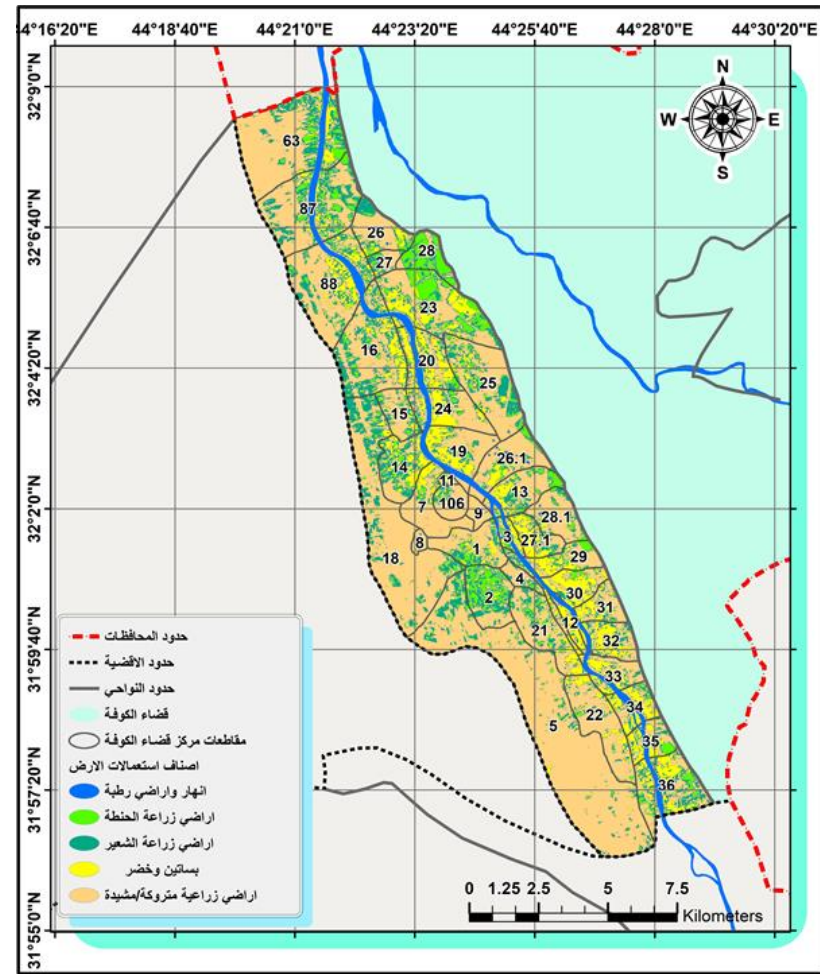 44°16'20"E 44°18'40"E 44°21'0"E 44°23'20"E 44°25'40"E 44°28'0"E 44°30'20"E
32°9'0"N
32°6'40"N
32°4'20"N
32°2'0"N
31°59'40"N
31°57'20"N
31°55'0"N
N
W E
S
63
87
26
28
27
88
23
16
20
25
15
24
19
26.1
14
11
13
106
7
9
28.1
3
27.1
8
1
29
18
4
30
2
31
12
21
32
33
5
22
34
35
36
حدود المحافظات
حدود الاقضية
حدود النواحي
قضاء الكوفة
مقاطعات مركز قضاء الكوفة
اصناف استعمالات الارض
انهار واراضي رطبة
اراضي زراعة الحنطة
اراضي زراعة الشعير
بساتين وخضر
اراضي زراعية متروكة/مشيدة
0 1.25 2.5 5 7.5
Kilometers